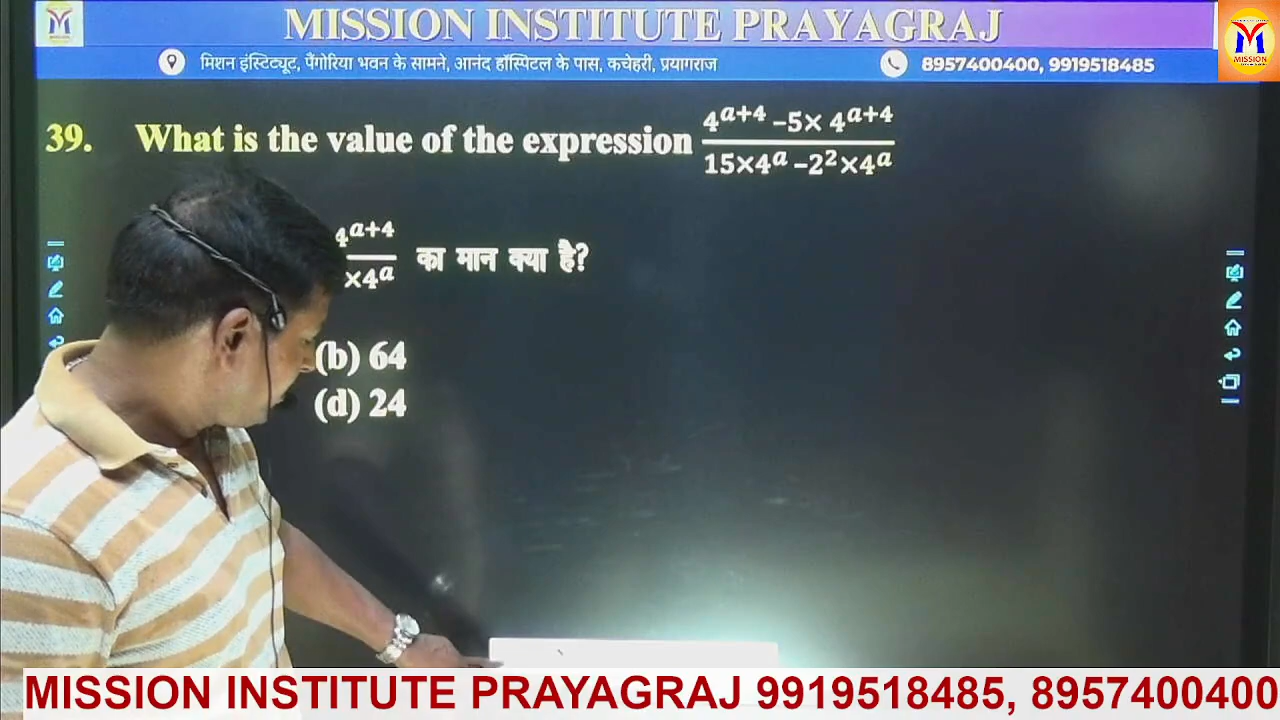 MISSION INSTITUTE PRAYAGRAJ
मिशन इंस्टिट्यूट, पैंगोरिया भवन के सामने, आनंद हॉस्पिटल के पास, कचेहरी, प्रयागराज
8957400400, 9919518485
MISSION
39. What is the value of the expression (4^{a+4} –5× 4^{a+4})/(15×4^a –2^2×4^a)
4^{a+4}/×4^a का मान क्या है?
(b) 64
(d) 24
MISSION INSTITUTE PRAYAGRAJ 9919518485, 8957400400